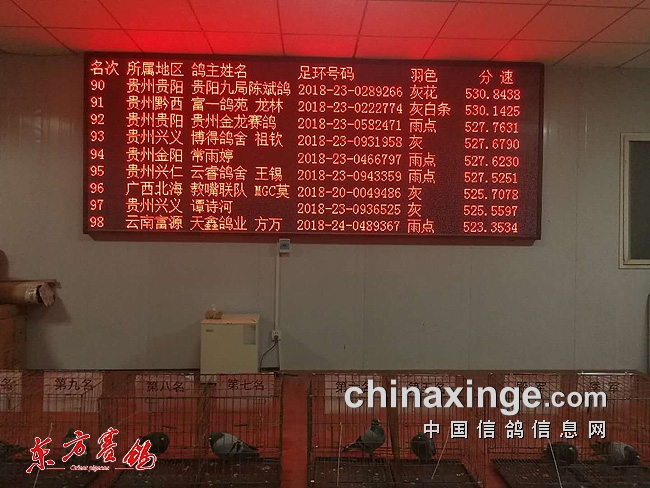 名次 所属地区 鸽主姓名 足环号码 羽色 分速
90 贵州贵阳 贵阳九局陈斌鸽 2018-23-0289266 灰花 530.8438
91 贵州黔西 富一鸽苑 龙林 2018-23-0222774 灰白条 530.1425
92 贵州贵阳 贵州金龙赛鸽 2018-23-0582471 雨点 527.7631
93 贵州兴义 博得鸽舍 祖钦 2018-23-0931958 灰 527.6790
94 贵州金阳 常雨婷 2018-23-0466797 雨点 527.6230
95 贵州兴仁 云睿鸽舍 王锡 2018-23-0943359 雨点 527.5251
96 广西北海 教嘴联队 MGC莫 2018-20-0049486 灰 525.7078
97 贵州兴义 谭诗河 2018-23-0936525 灰 525.5597
98 云南富源 天鑫鸽业 方万 2018-24-0489367 雨点 523.3534
第九名 第八名 第七名
chinaxinge.com
中国信鸽信息网
东方赛鸽